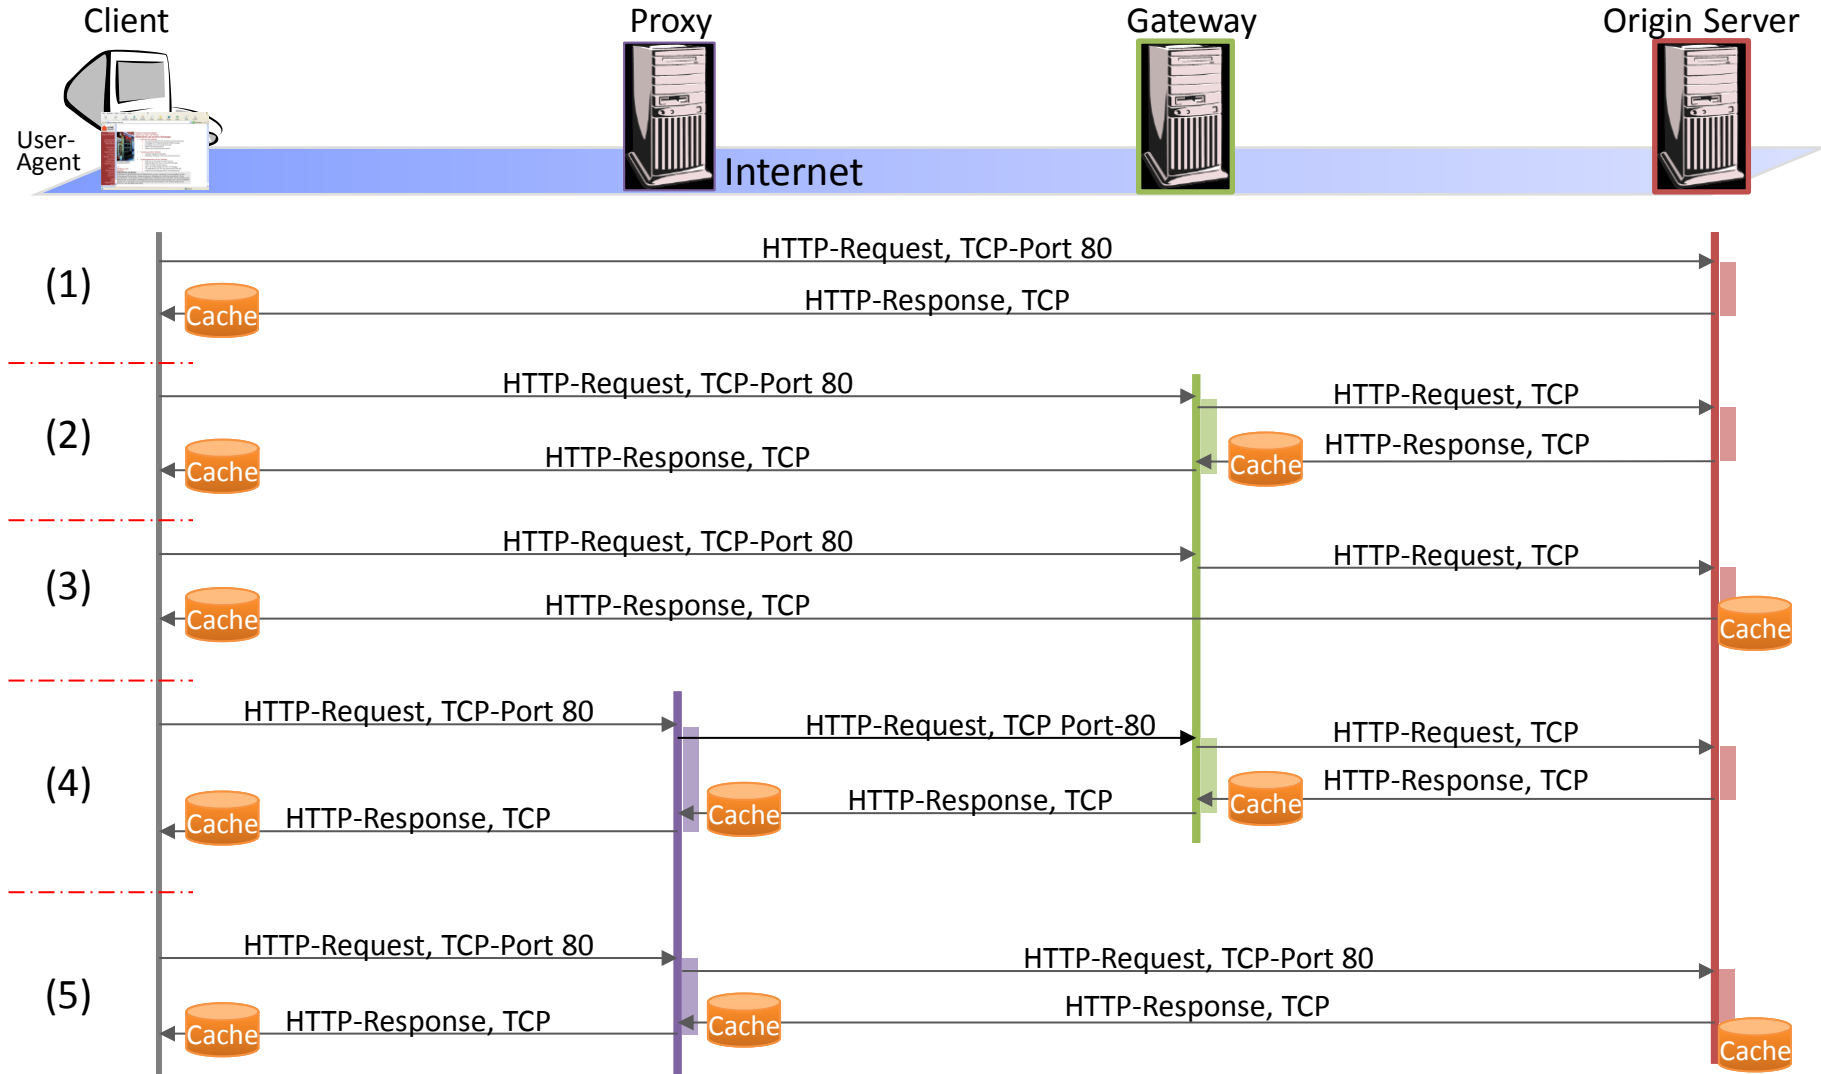 Client
Proxy
Gateway
Origin Server
User-
Agent
Internet
HTTP-Request, TCP-Port 80
(1)
HTTP-Response, TCP
Cache
HTTP-Request, TCP-Port 80
HTTP-Request, TCP
(2)
HTTP-Response, TCP
HTTP-Response, TCP
Cache
Cache
HTTP-Request, TCP-Port 80
HTTP-Request, TCP
(3)
HTTP-Response, TCP
Cache
Cache
HTTP-Request, TCP-Port 80
HTTP-Request, TCP Port-80
HTTP-Request, TCP
(4)
HTTP-Response, TCP
HTTP-Response, TCP
HTTP-Response, TCP
Cache
Cache
Cache
HTTP-Request, TCP-Port 80
HTTP-Request, TCP-Port 80
(5)
HTTP-Response, TCP
HTTP-Response, TCP
Cache
Cache
Cache